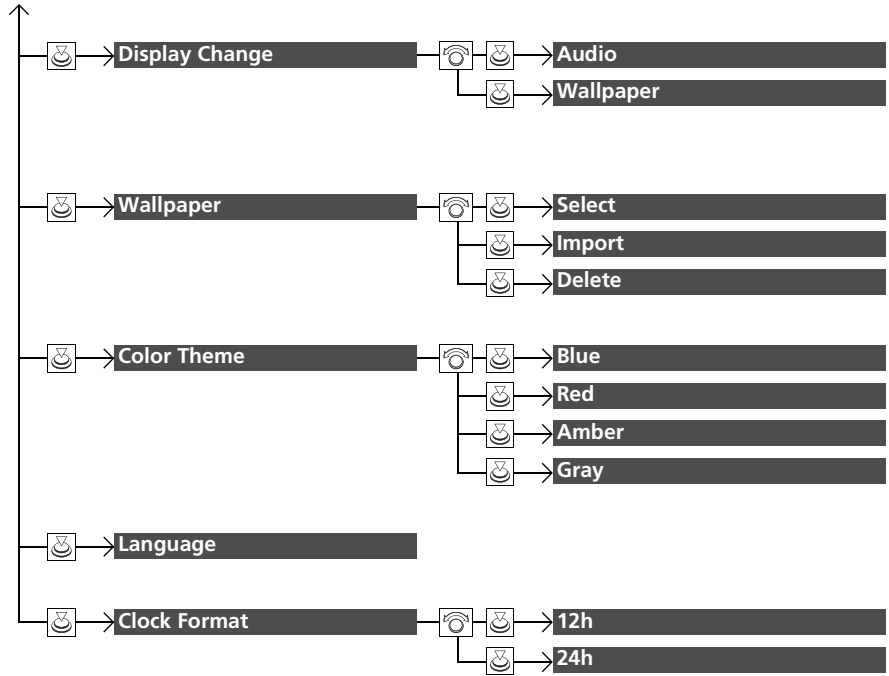 Display Change
Audio
Wallpaper
Wallpaper
Select
Import
Delete
Color Theme
Blue
Red
Amber
Gray
Language
Clock Format
12h
24h